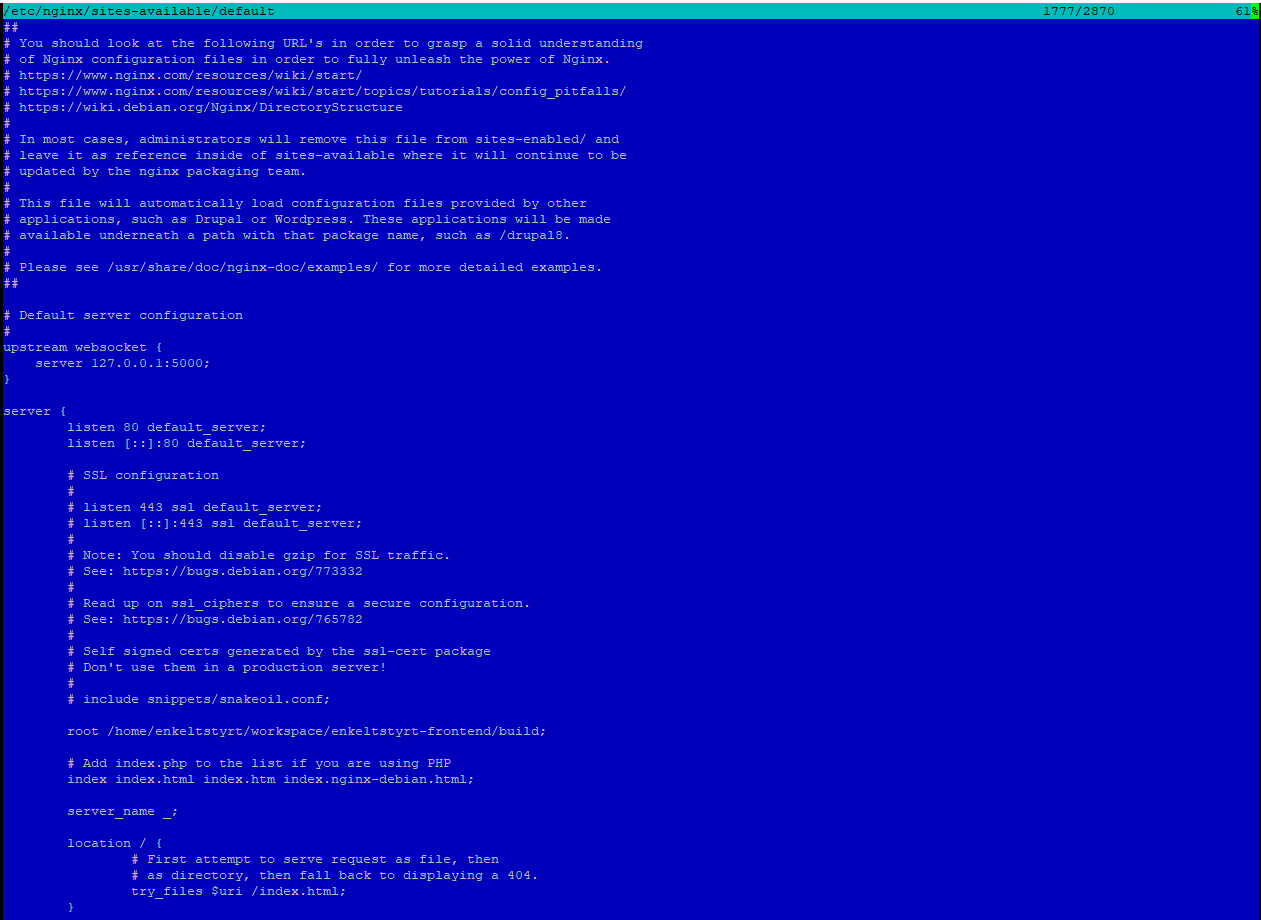 /etc/nginx/sites-available/default 1777/2870 61%
##
# You should look at the following URL's in order to grasp a solid understanding
# of Nginx configuration files in order to fully unleash the power of Nginx.
# https://www.nginx.com/resources/wiki/start/
# https://www.nginx.com/resources/wiki/start/topics/tutorials/config_pitfalls/
# https://wiki.debian.org/Nginx/DirectoryStructure
#
# In most cases, administrators will remove this file from sites-enabled/ and
# leave it as reference inside of sites-available where it will continue to be
# updated by the nginx packaging team.
#
# This file will automatically load configuration files provided by other
# applications, such as Drupal or Wordpress. These applications will be made
# available underneath a path with that package name, such as /drupal8.
#
# Please see /usr/share/doc/nginx-doc/examples/ for more detailed examples.
##

# Default server configuration
#
upstream websocket {
    server 127.0.0.1:5000;
}

server {
        listen 80 default_server;
        listen [::]:80 default_server;

        # SSL configuration
        #
        # listen 443 ssl default_server;
        # listen [::]:443 ssl default_server;
        #
        # Note: You should disable gzip for SSL traffic.
        # See: https://bugs.debian.org/773332
        #
        # Read up on ssl_ciphers to ensure a secure configuration.
        # See: https://bugs.debian.org/765782
        #
        # Self signed certs generated by the ssl-cert package
        # Don't use them in a production server!
        #
        # include snippets/snakeoil.conf;

        root /home/enkeltstyrt/workspace/enkeltstyrt-frontend/build;

        # Add index.php to the list if you are using PHP
        index index.html index.htm index.nginx-debian.html;

        server_name _;

        location / {
                # First attempt to serve request as file, then
                # as directory, then fall back to displaying a 404.
                try_files $uri /index.html;
        }